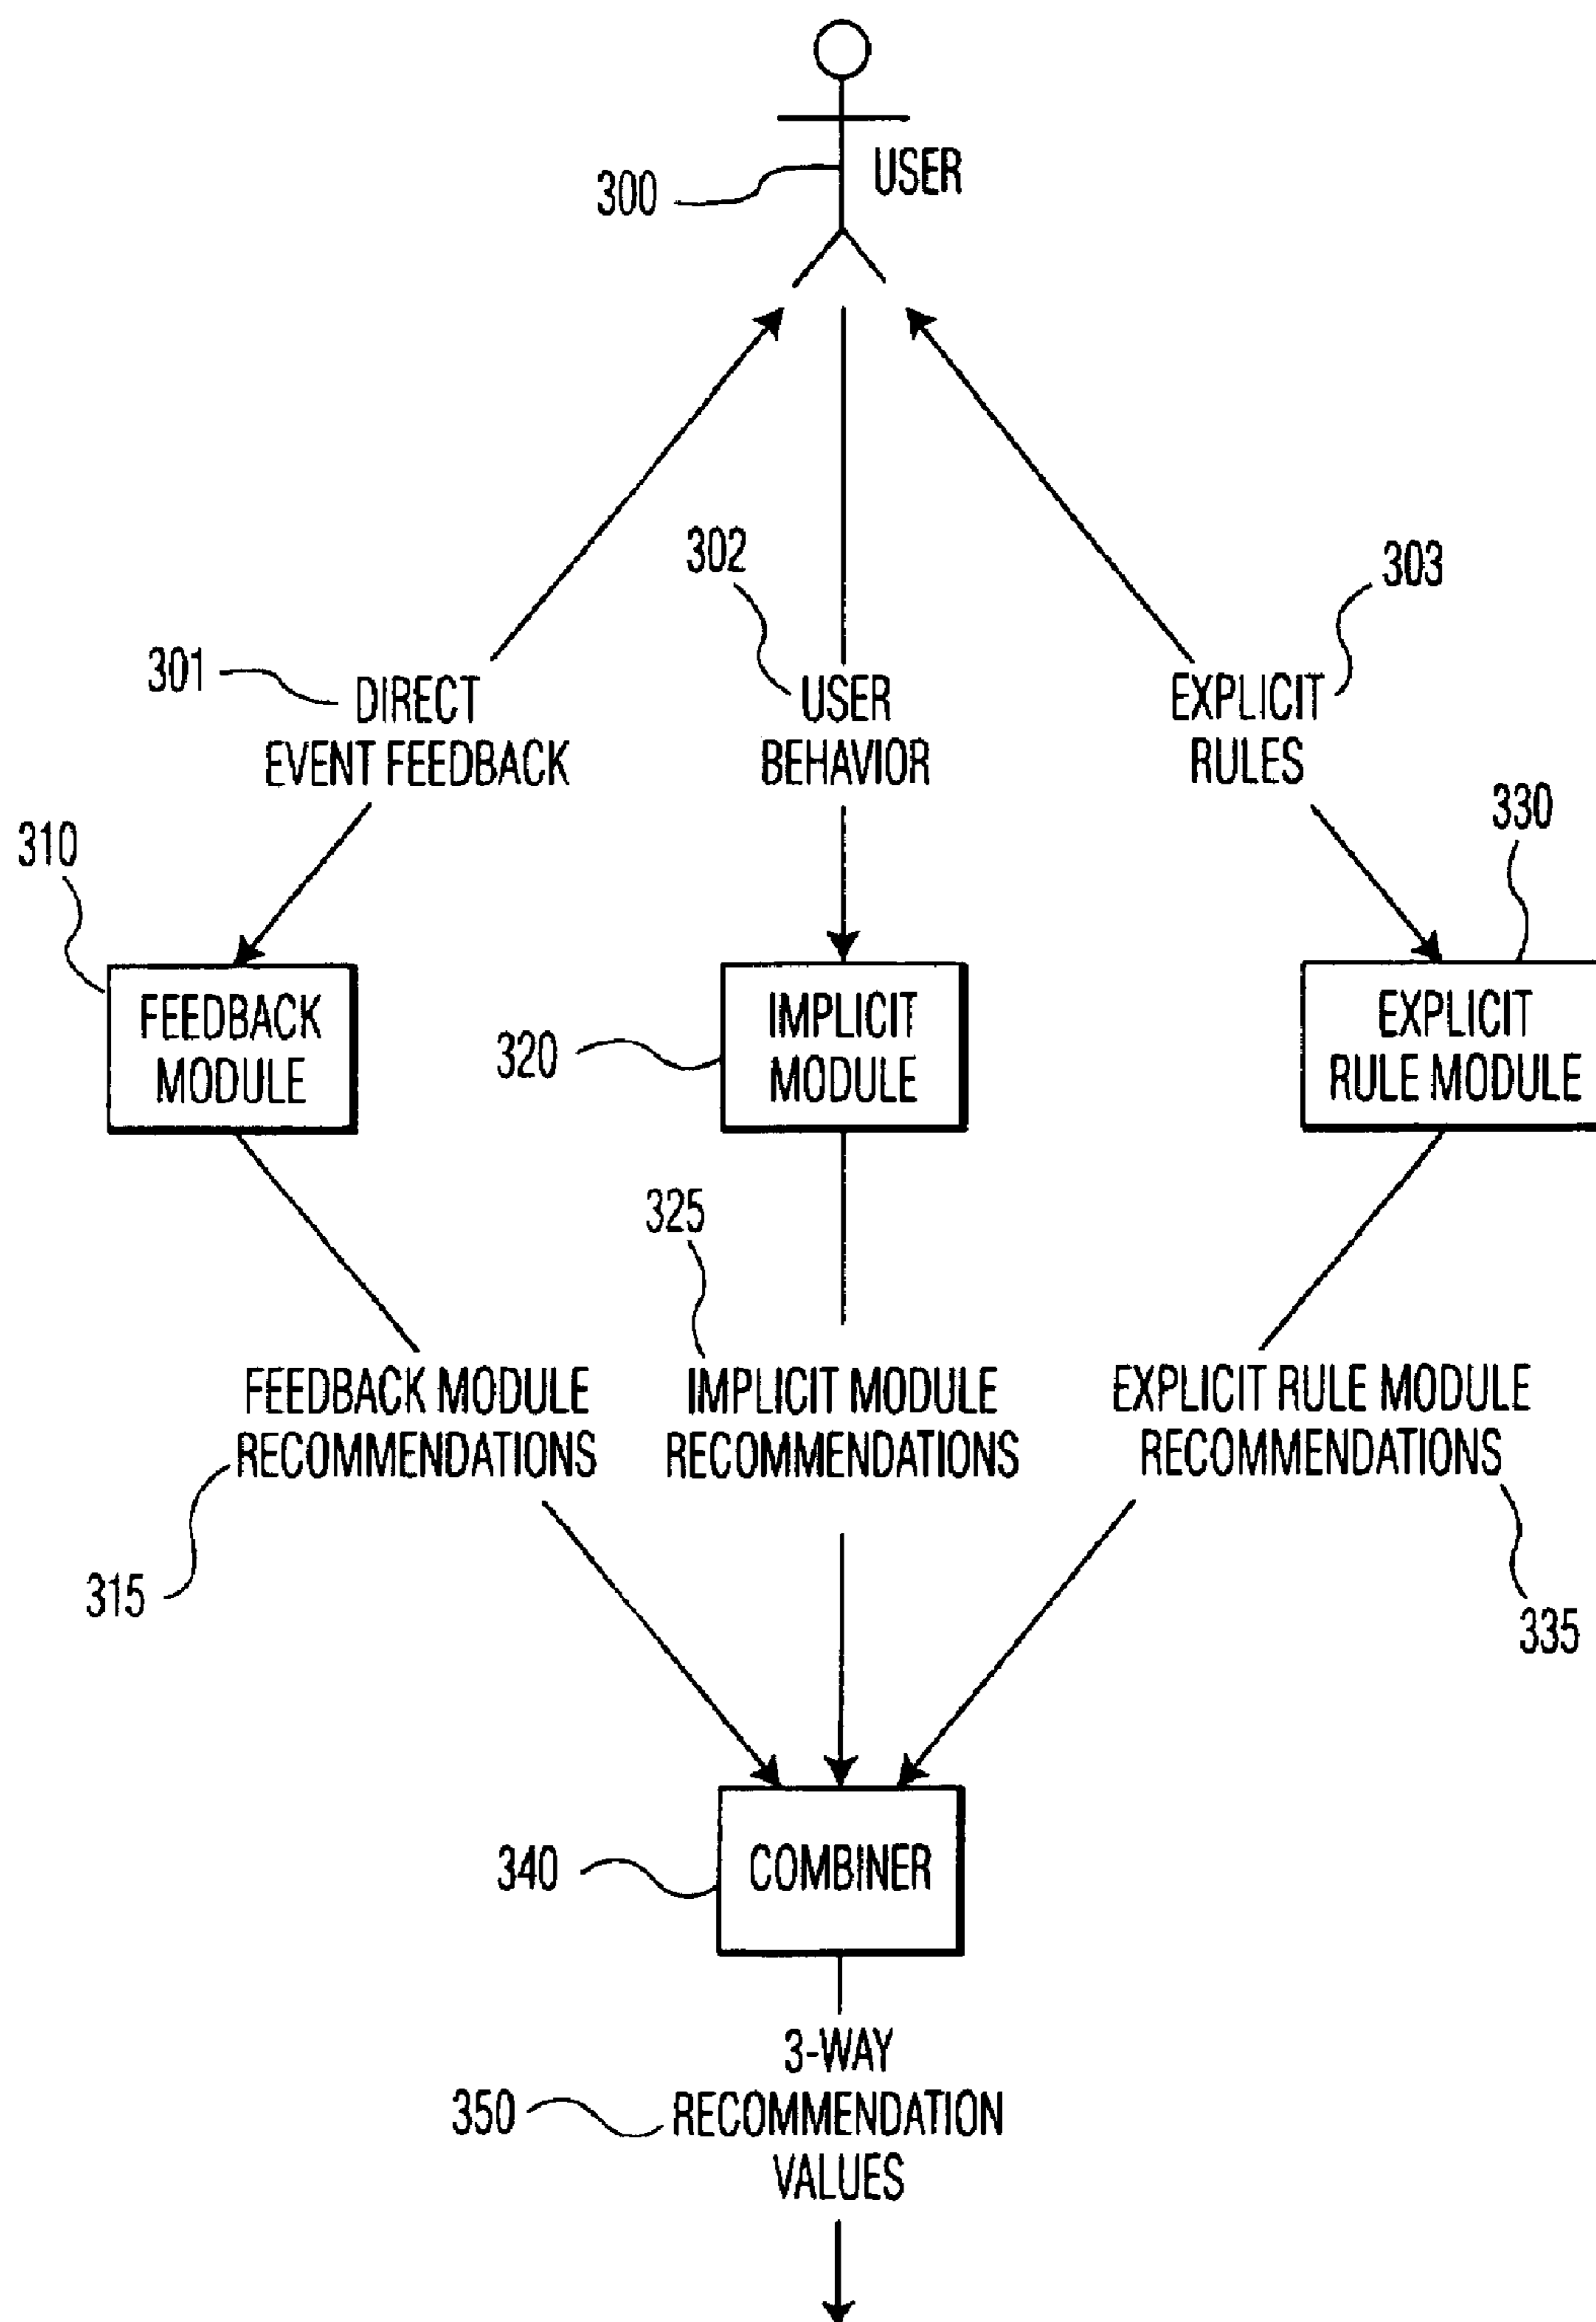 300
USER
302
303
301
DIRECT
EVENT FEEDBACK
USER
BEHAVIOR
EXPLICIT
RULES
310
330
FEEDBACK
MODULE
320
IMPLICIT
MODULE
EXPLICIT
RULE MODULE
325
FEEDBACK MODULE
RECOMMENDATIONS
IMPLICIT MODULE
RECOMMENDATIONS
EXPLICIT RULE MODULE
RECOMMENDATIONS
315
335
340
COMBINER
350
3-WAY
RECOMMENDATION
VALUES